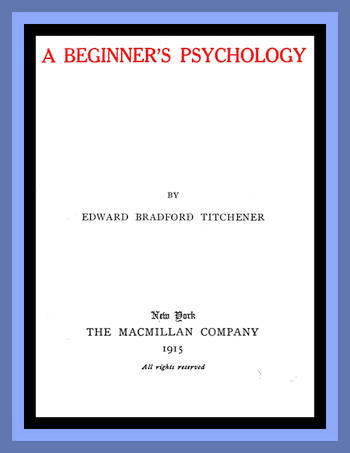 A BEGINNER'S PSYCHOLOGY
BY
EDWARD BRADFORD TITCHENER
New York
THE MACMILLAN COMPANY
1915
All rights reserved